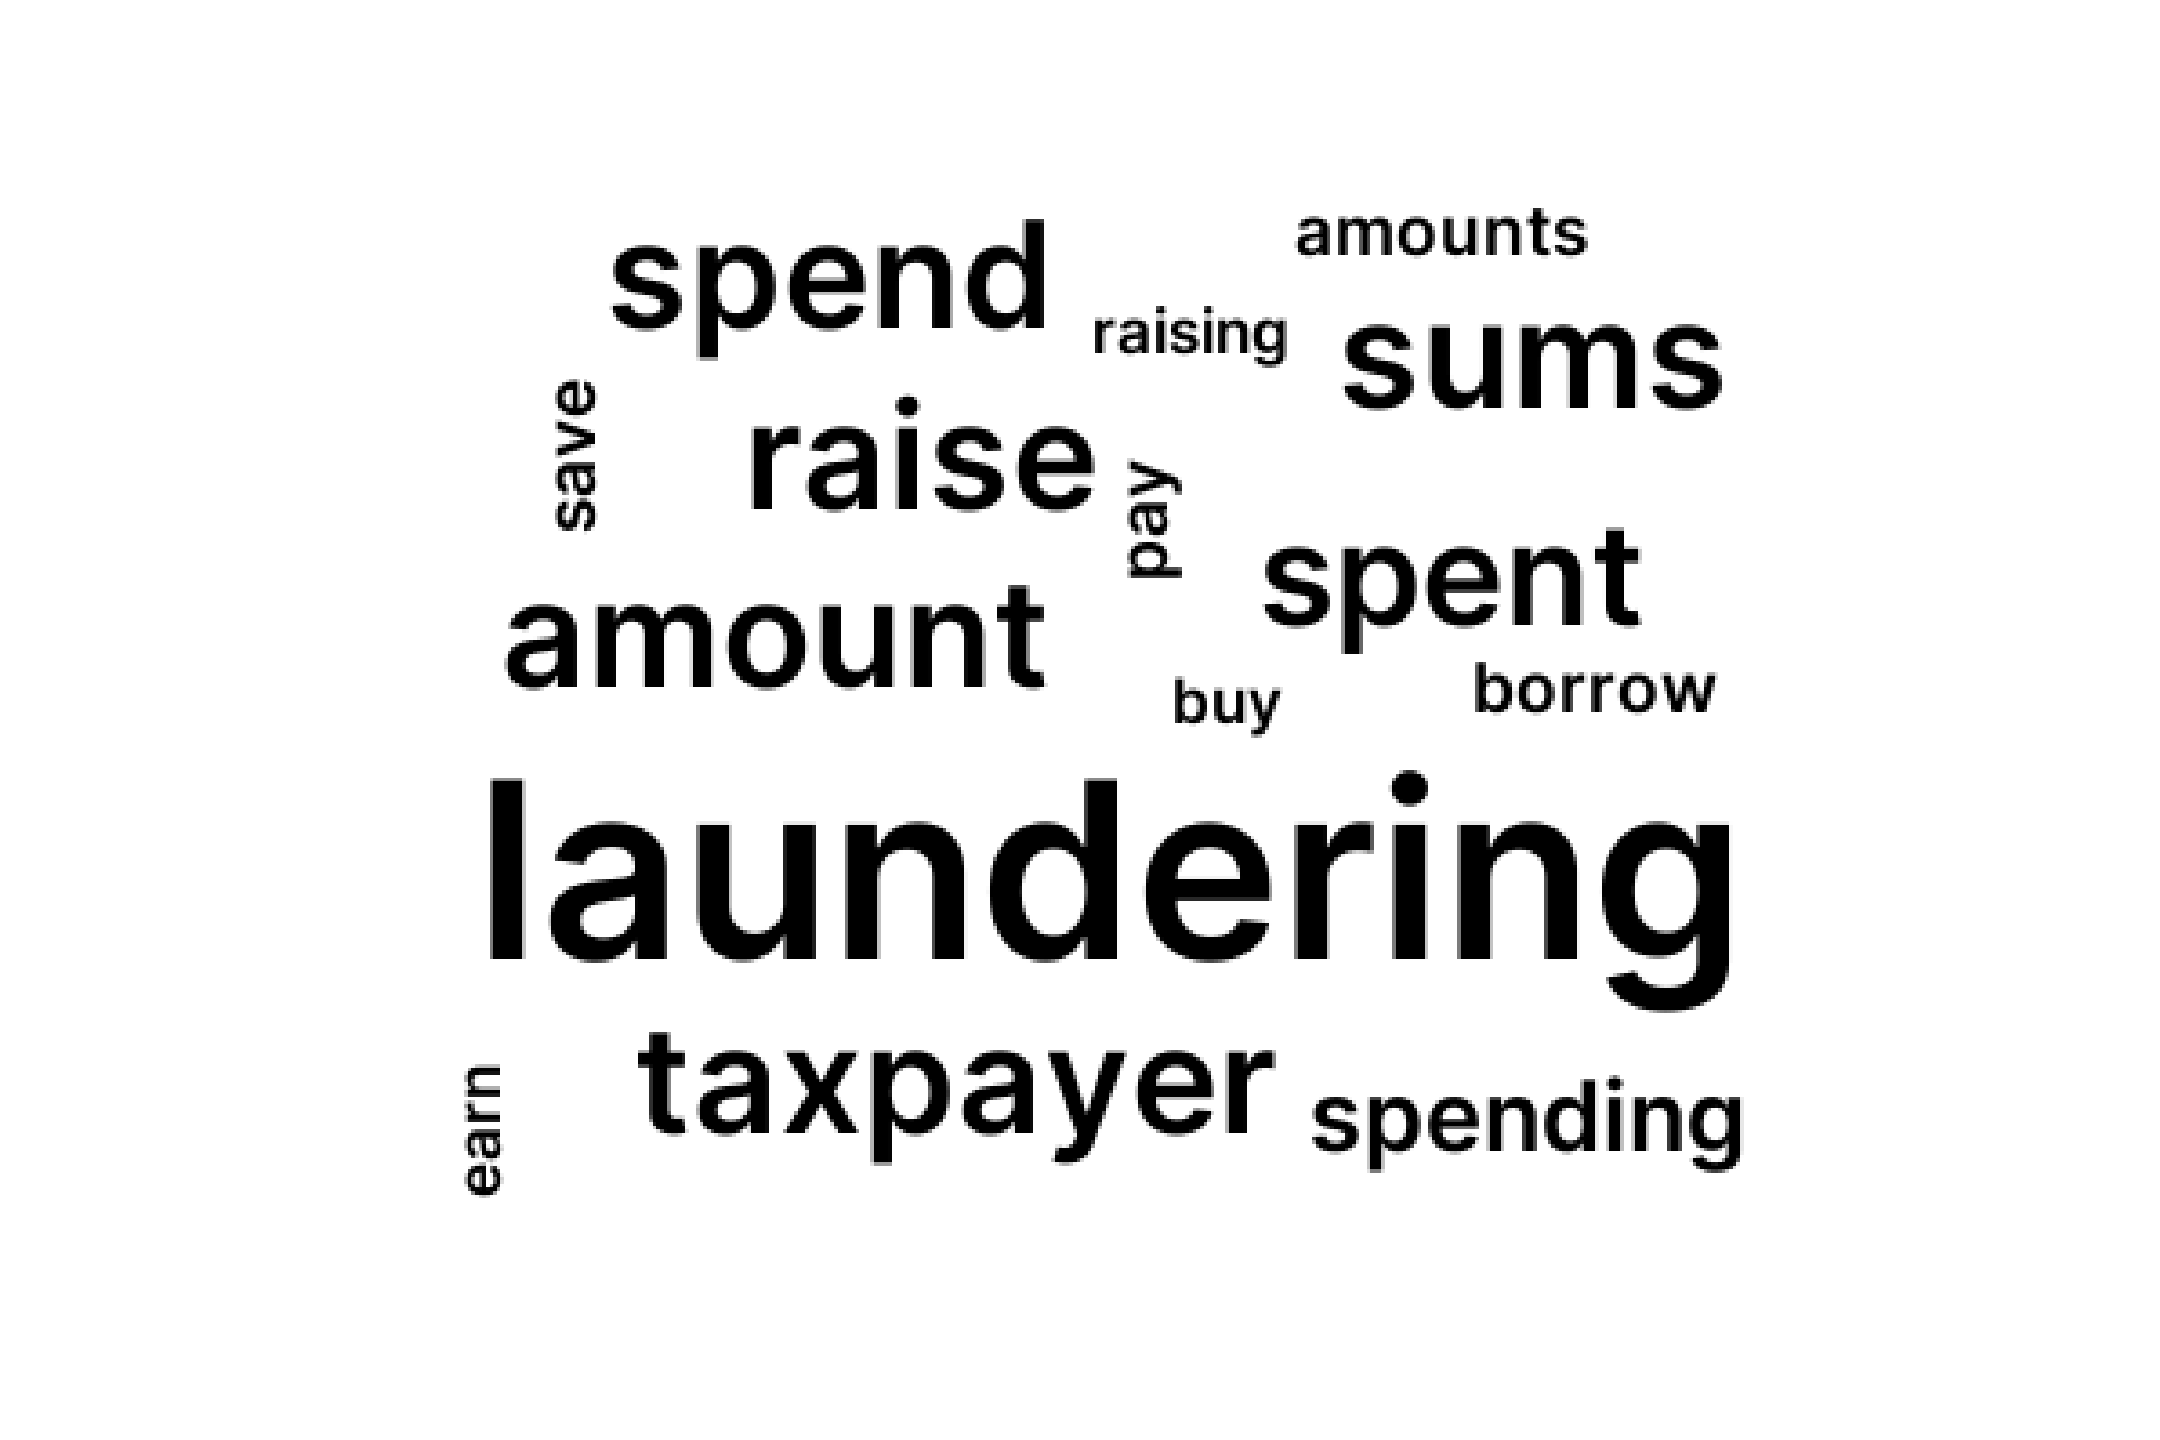 amounts
spend
raising
sums
save
raise
pay
spent
amount
buy
borrow
laundering
taxpayer
spending
earn